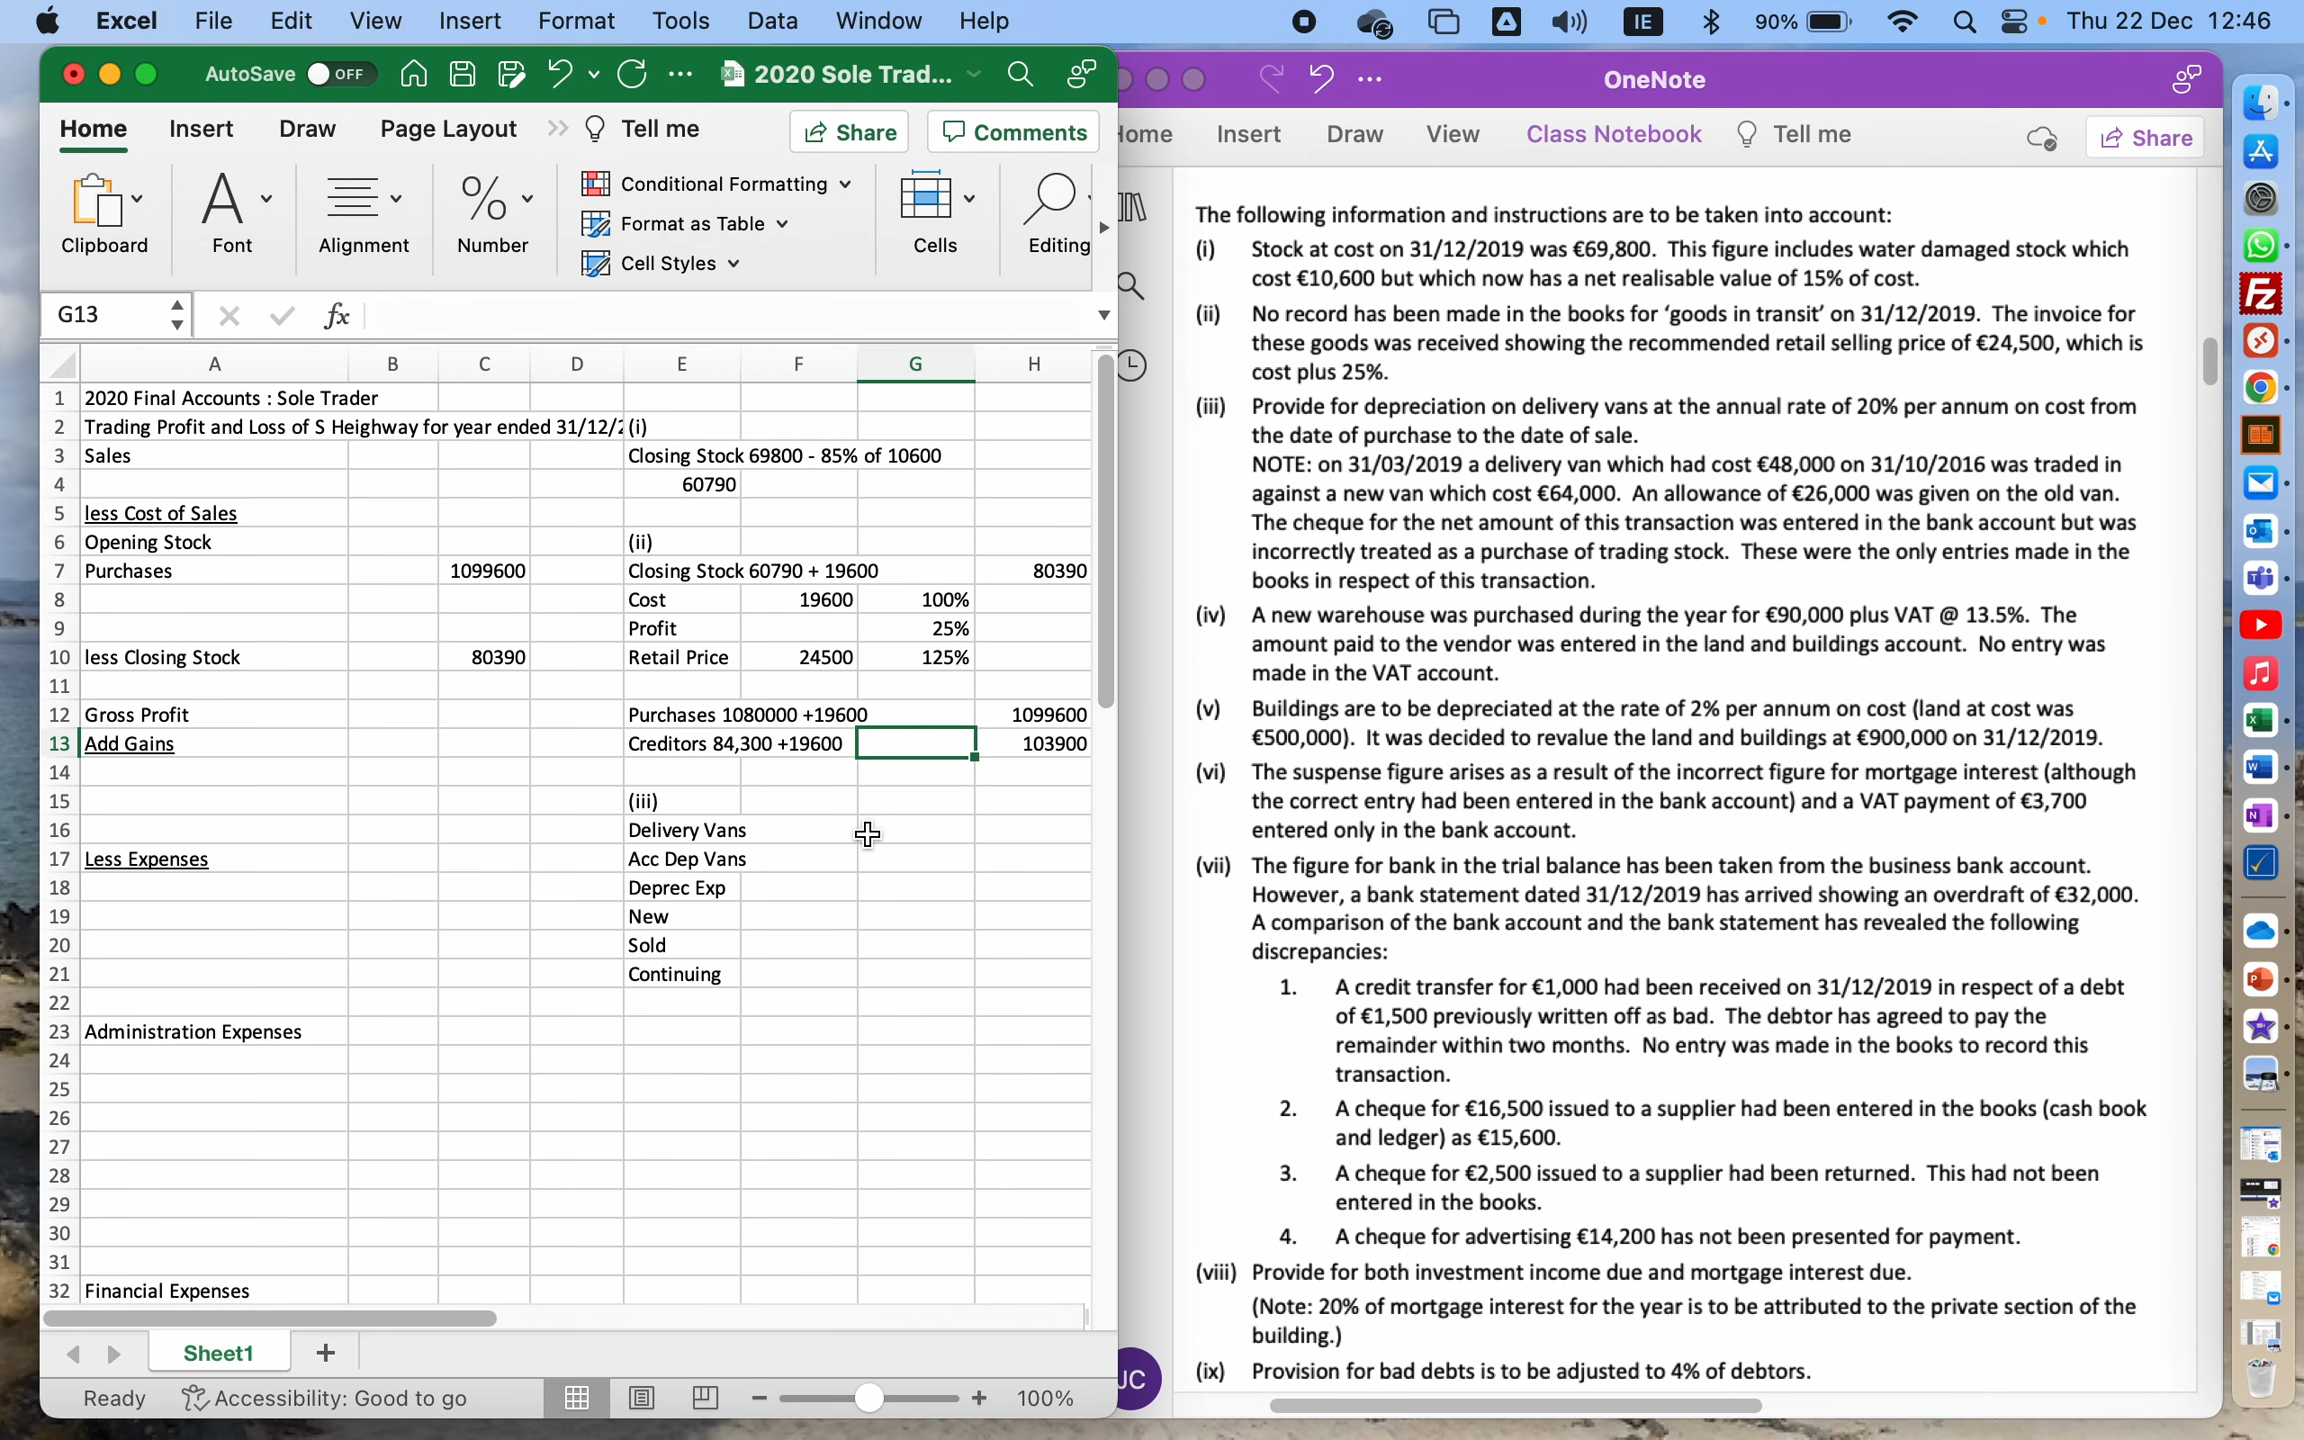 Excel File Edit View Insert Format Tools Data Window Help IE 90% Thu 22 Dec 12:46
AutoSave OFF 2020 Sole Trad...
Home Insert Draw Page Layout Tell me Share Comments
Clipboard Font Alignment Number
Conditional Formatting
Format as Table
Cell Styles
Cells Editing
G13 fx
A B C D E F G H
1 2020 Final Accounts : Sole Trader
2 Trading Profit and Loss of S Heighway for year ended 31/12/2 (i)
3 Sales Closing Stock 69800 - 85% of 10600
4 60790
5 less Cost of Sales
6 Opening Stock (ii)
7 Purchases 1099600 Closing Stock 60790 + 19600 80390
8 Cost 19600 100%
9 Profit 25%
10 less Closing Stock 80390 Retail Price 24500 125%
11
12 Gross Profit Purchases 1080000 +19600 1099600
13 Add Gains Creditors 84,300 +19600 103900
14
15 (iii)
16 Delivery Vans
17 Less Expenses Acc Dep Vans
18 Deprec Exp
19 New
20 Sold
21 Continuing
22
23 Administration Expenses
24
25
26
27
28
29
30
31
32 Financial Expenses
Sheet1 +
Ready Accessibility: Good to go 100%
OneNote
Home Insert Draw View Class Notebook Tell me Share
The following information and instructions are to be taken into account:
(i) Stock at cost on 31/12/2019 was €69,800. This figure includes water damaged stock which
cost €10,600 but which now has a net realisable value of 15% of cost.
(ii) No record has been made in the books for ‘goods in transit’ on 31/12/2019. The invoice for
these goods was received showing the recommended retail selling price of €24,500, which is
cost plus 25%.
(iii) Provide for depreciation on delivery vans at the annual rate of 20% per annum on cost from
the date of purchase to the date of sale.
NOTE: on 31/03/2019 a delivery van which had cost €48,000 on 31/10/2016 was traded in
against a new van which cost €64,000. An allowance of €26,000 was given on the old van.
The cheque for the net amount of this transaction was entered in the bank account but was
incorrectly treated as a purchase of trading stock. These were the only entries made in the
books in respect of this transaction.
(iv) A new warehouse was purchased during the year for €90,000 plus VAT @ 13.5%. The
amount paid to the vendor was entered in the land and buildings account. No entry was
made in the VAT account.
(v) Buildings are to be depreciated at the rate of 2% per annum on cost (land at cost was
€500,000). It was decided to revalue the land and buildings at €900,000 on 31/12/2019.
(vi) The suspense figure arises as a result of the incorrect figure for mortgage interest (although
the correct entry had been entered in the bank account) and a VAT payment of €3,700
entered only in the bank account.
(vii) The figure for bank in the trial balance has been taken from the business bank account.
However, a bank statement dated 31/12/2019 has arrived showing an overdraft of €32,000.
A comparison of the bank account and the bank statement has revealed the following
discrepancies:
1. A credit transfer for €1,000 had been received on 31/12/2019 in respect of a debt
of €1,500 previously written off as bad. The debtor has agreed to pay the
remainder within two months. No entry was made in the books to record this
transaction.
2. A cheque for €16,500 issued to a supplier had been entered in the books (cash book
and ledger) as €15,600.
3. A cheque for €2,500 issued to a supplier had been returned. This had not been
entered in the books.
4. A cheque for advertising €14,200 has not been presented for payment.
(viii) Provide for both investment income due and mortgage interest due.
(Note: 20% of mortgage interest for the year is to be attributed to the private section of the
building.)
(ix) Provision for bad debts is to be adjusted to 4% of debtors.
JC